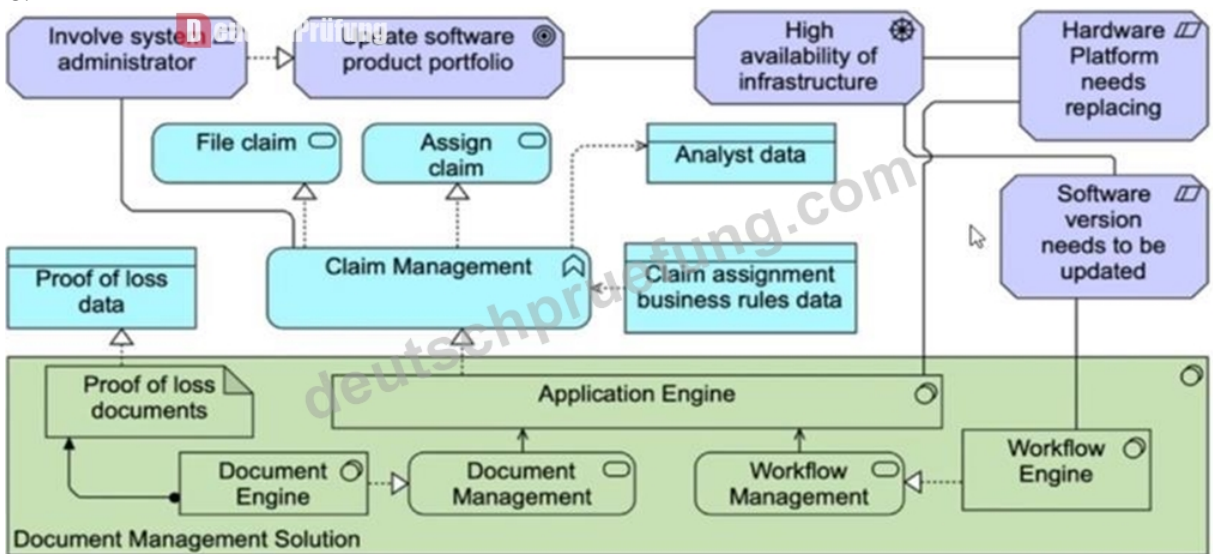 Involve system
administrator
Deutsch Prüfung
Update software
product portfolio
High
availability of
infrastructure
Hardware
Platform
needs
replacing
File claim
Assign
claim
Analyst data
Software
version
needs to be
updated
Proof of loss
data
Claim Management
Claim assignment
business rules data
deutschpruefung.com
Proof of loss
documents
Application Engine
Document
Engine
Document
Management
Workflow
Management
Workflow
Engine
Document Management Solution